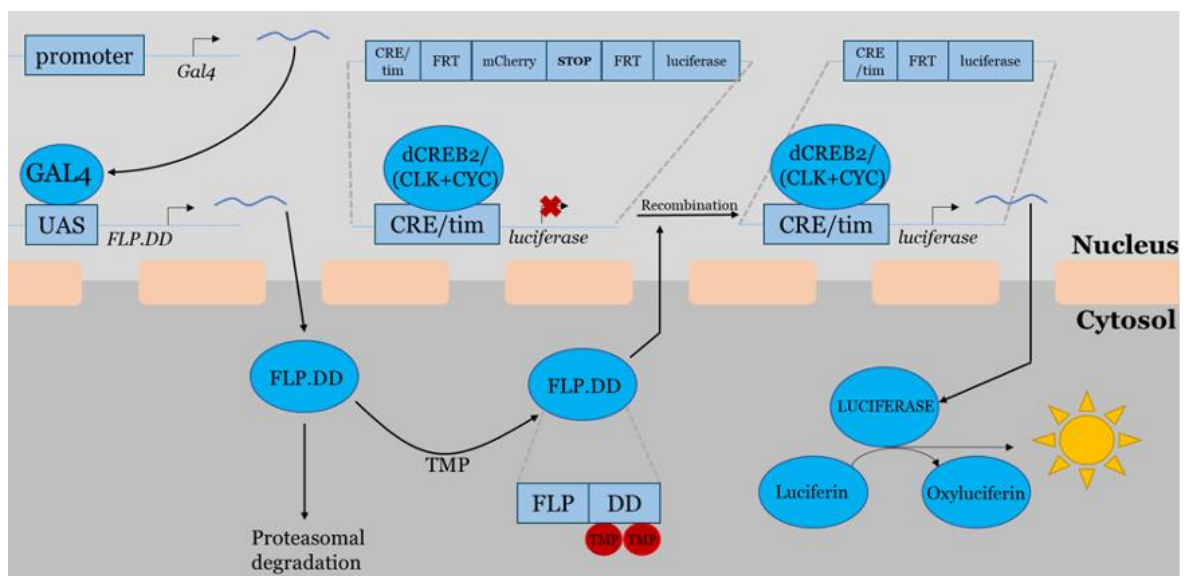 promoter
Gal4
GAL4
UAS
FLP.DD
CRE/
tim
FRT
mCherry
STOP
FRT
luciferase
dCREB2/
(CLK+CYC)
CRE/tim
luciferase
Recombination
CRE
/tim
FRT
luciferase
dCREB2/
(CLK+CYC)
CRE/tim
luciferase
Nucleus
Cytosol
FLP.DD
TMP
FLP.DD
FLP
DD
TMP
TMP
Proteasomal
degradation
LUCIFERASE
Luciferin
Oxyluciferin